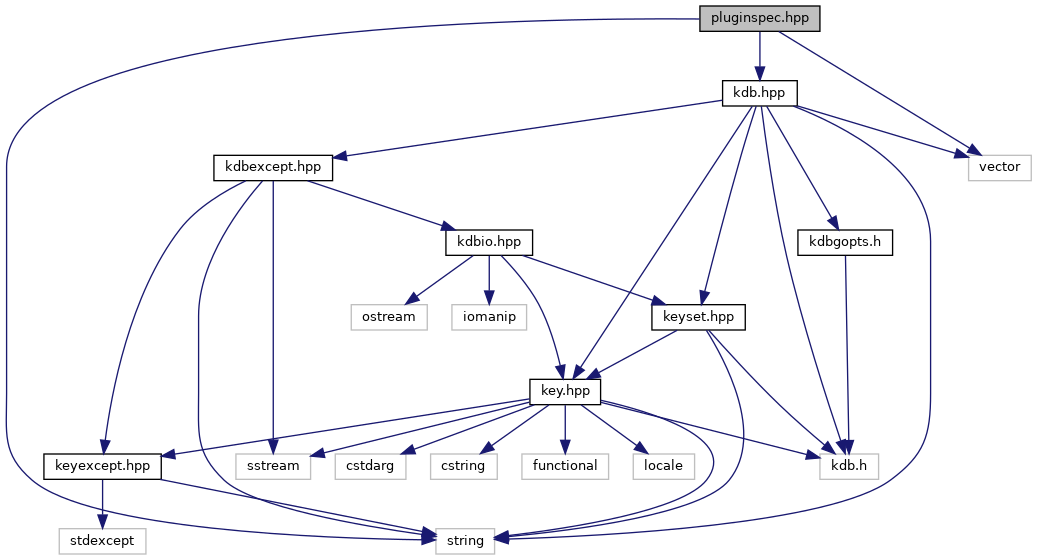 pluginspec.hpp
kdb.hpp
kdbexcept.hpp
vector
kdbio.hpp
kdbgopts.h
ostream
iomanip
keyset.hpp
key.hpp
keyexcept.hpp
sstream
cstdarg
cstring
functional
locale
kdb.h
stdexcept
string